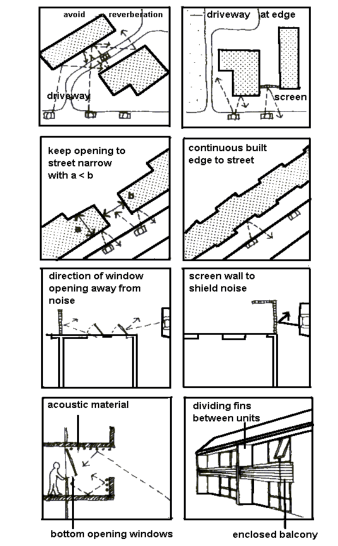 avoid reverberation
driveway
driveway at edge
screen
keep opening to
street narrow
with a < b
b
a
continuous built
edge to street
direction of window
opening away from
noise
screen wall to
shield noise
acoustic material
bottom opening windows
dividing fins
between units
enclosed balcony